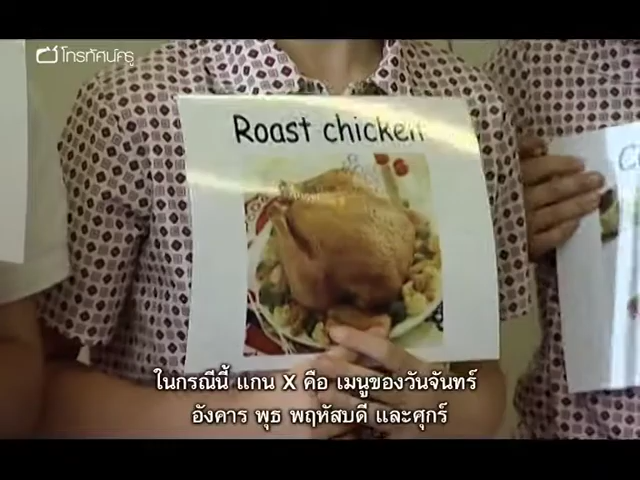 โทรทัศน์ครู
Roast chicken
ในกรณีนี้ แกน X คือ เมนูของวันจันทร์
อังคาร พุธ พฤหัสบดี และศุกร์